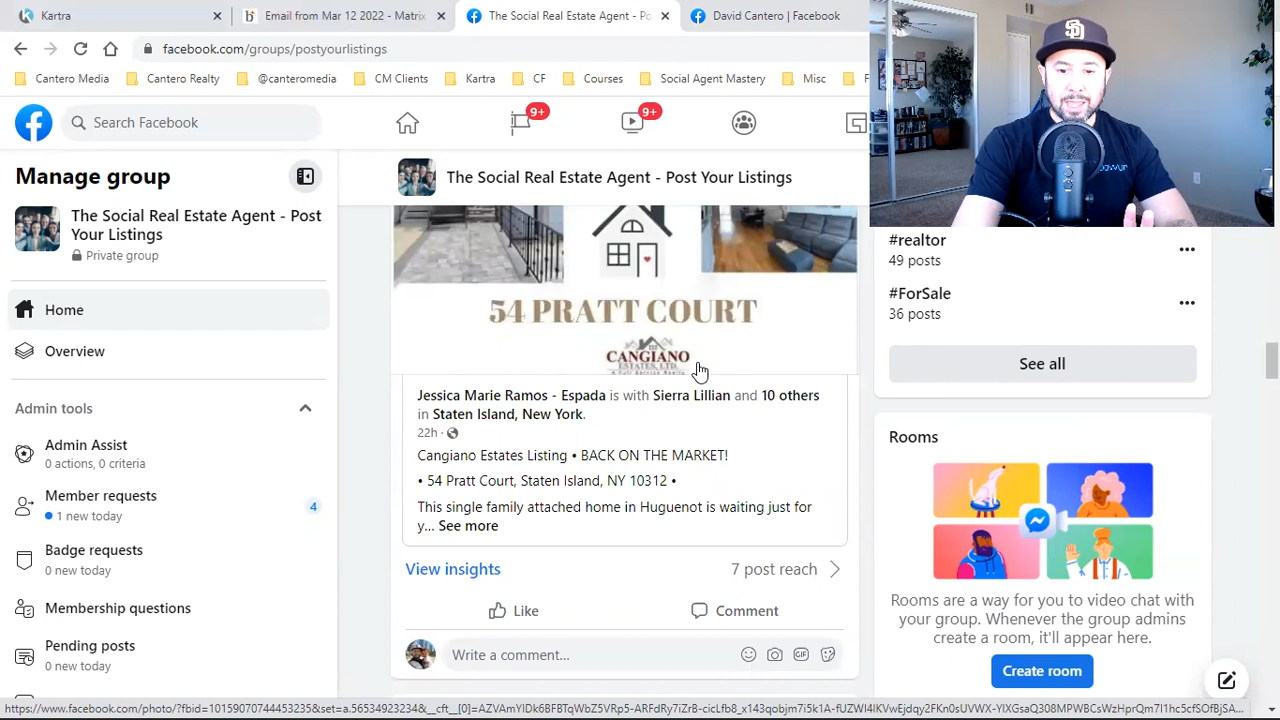 Kartra
Email from Mar 12 2022 - Matrix
The Social Real Estate Agent - Po
David Cantero | Facebook
facebook.com/groups/postyourlistings
Cantero Media
@canteromedia
CM Clients
Kartra
CF
Courses
Social Agent Mastery
Misc
Search Facebook
9+
9+
Manage group
The Social Real Estate Agent - Post Your Listings
The Social Real Estate Agent - Post
Your Listings
Private group
Home
Overview
Admin tools
Admin Assist
0 actions, 0 criteria
Member requests
1 new today
4
Badge requests
0 new today
Membership questions
Pending posts
0 new today
54 PRATT COURT
CANGIANO
ESTATES, LTD.
A Full Service Realty
Jessica Marie Ramos - Espada is with Sierra Lillian and 10 others
in Staten Island, New York.
22h ·
Cangiano Estates Listing • BACK ON THE MARKET!
• 54 Pratt Court, Staten Island, NY 10312 •
This single family attached home in Huguenot is waiting just for
y... See more
View insights
7 post reach
Like
Comment
Write a comment...
GIF
#realtor
49 posts
#ForSale
36 posts
See all
Rooms
Rooms are a way for you to video chat with
your group. Whenever the group admins
create a room, it'll appear here.
Create room